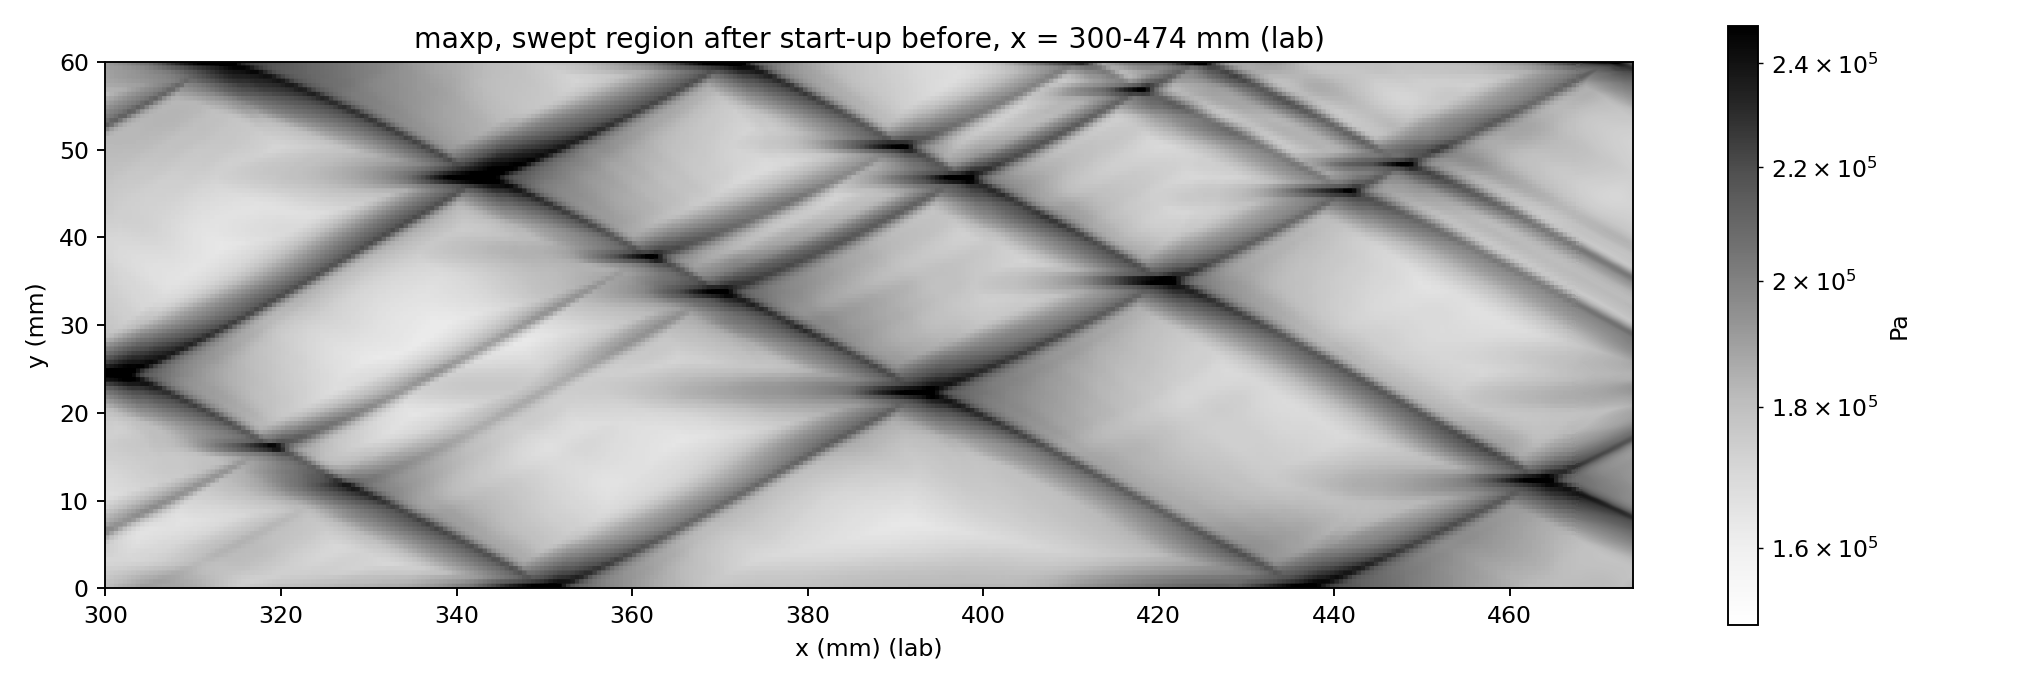 maxp, swept region after start-up before, x = 300-474 mm (lab)
60
50
40
30
20
10
0
y (mm)
300 320 340 360 380 400 420 440 460
x (mm) (lab)
2.4 × 10⁵
2.2 × 10⁵
2 × 10⁵
1.8 × 10⁵
1.6 × 10⁵
Pa